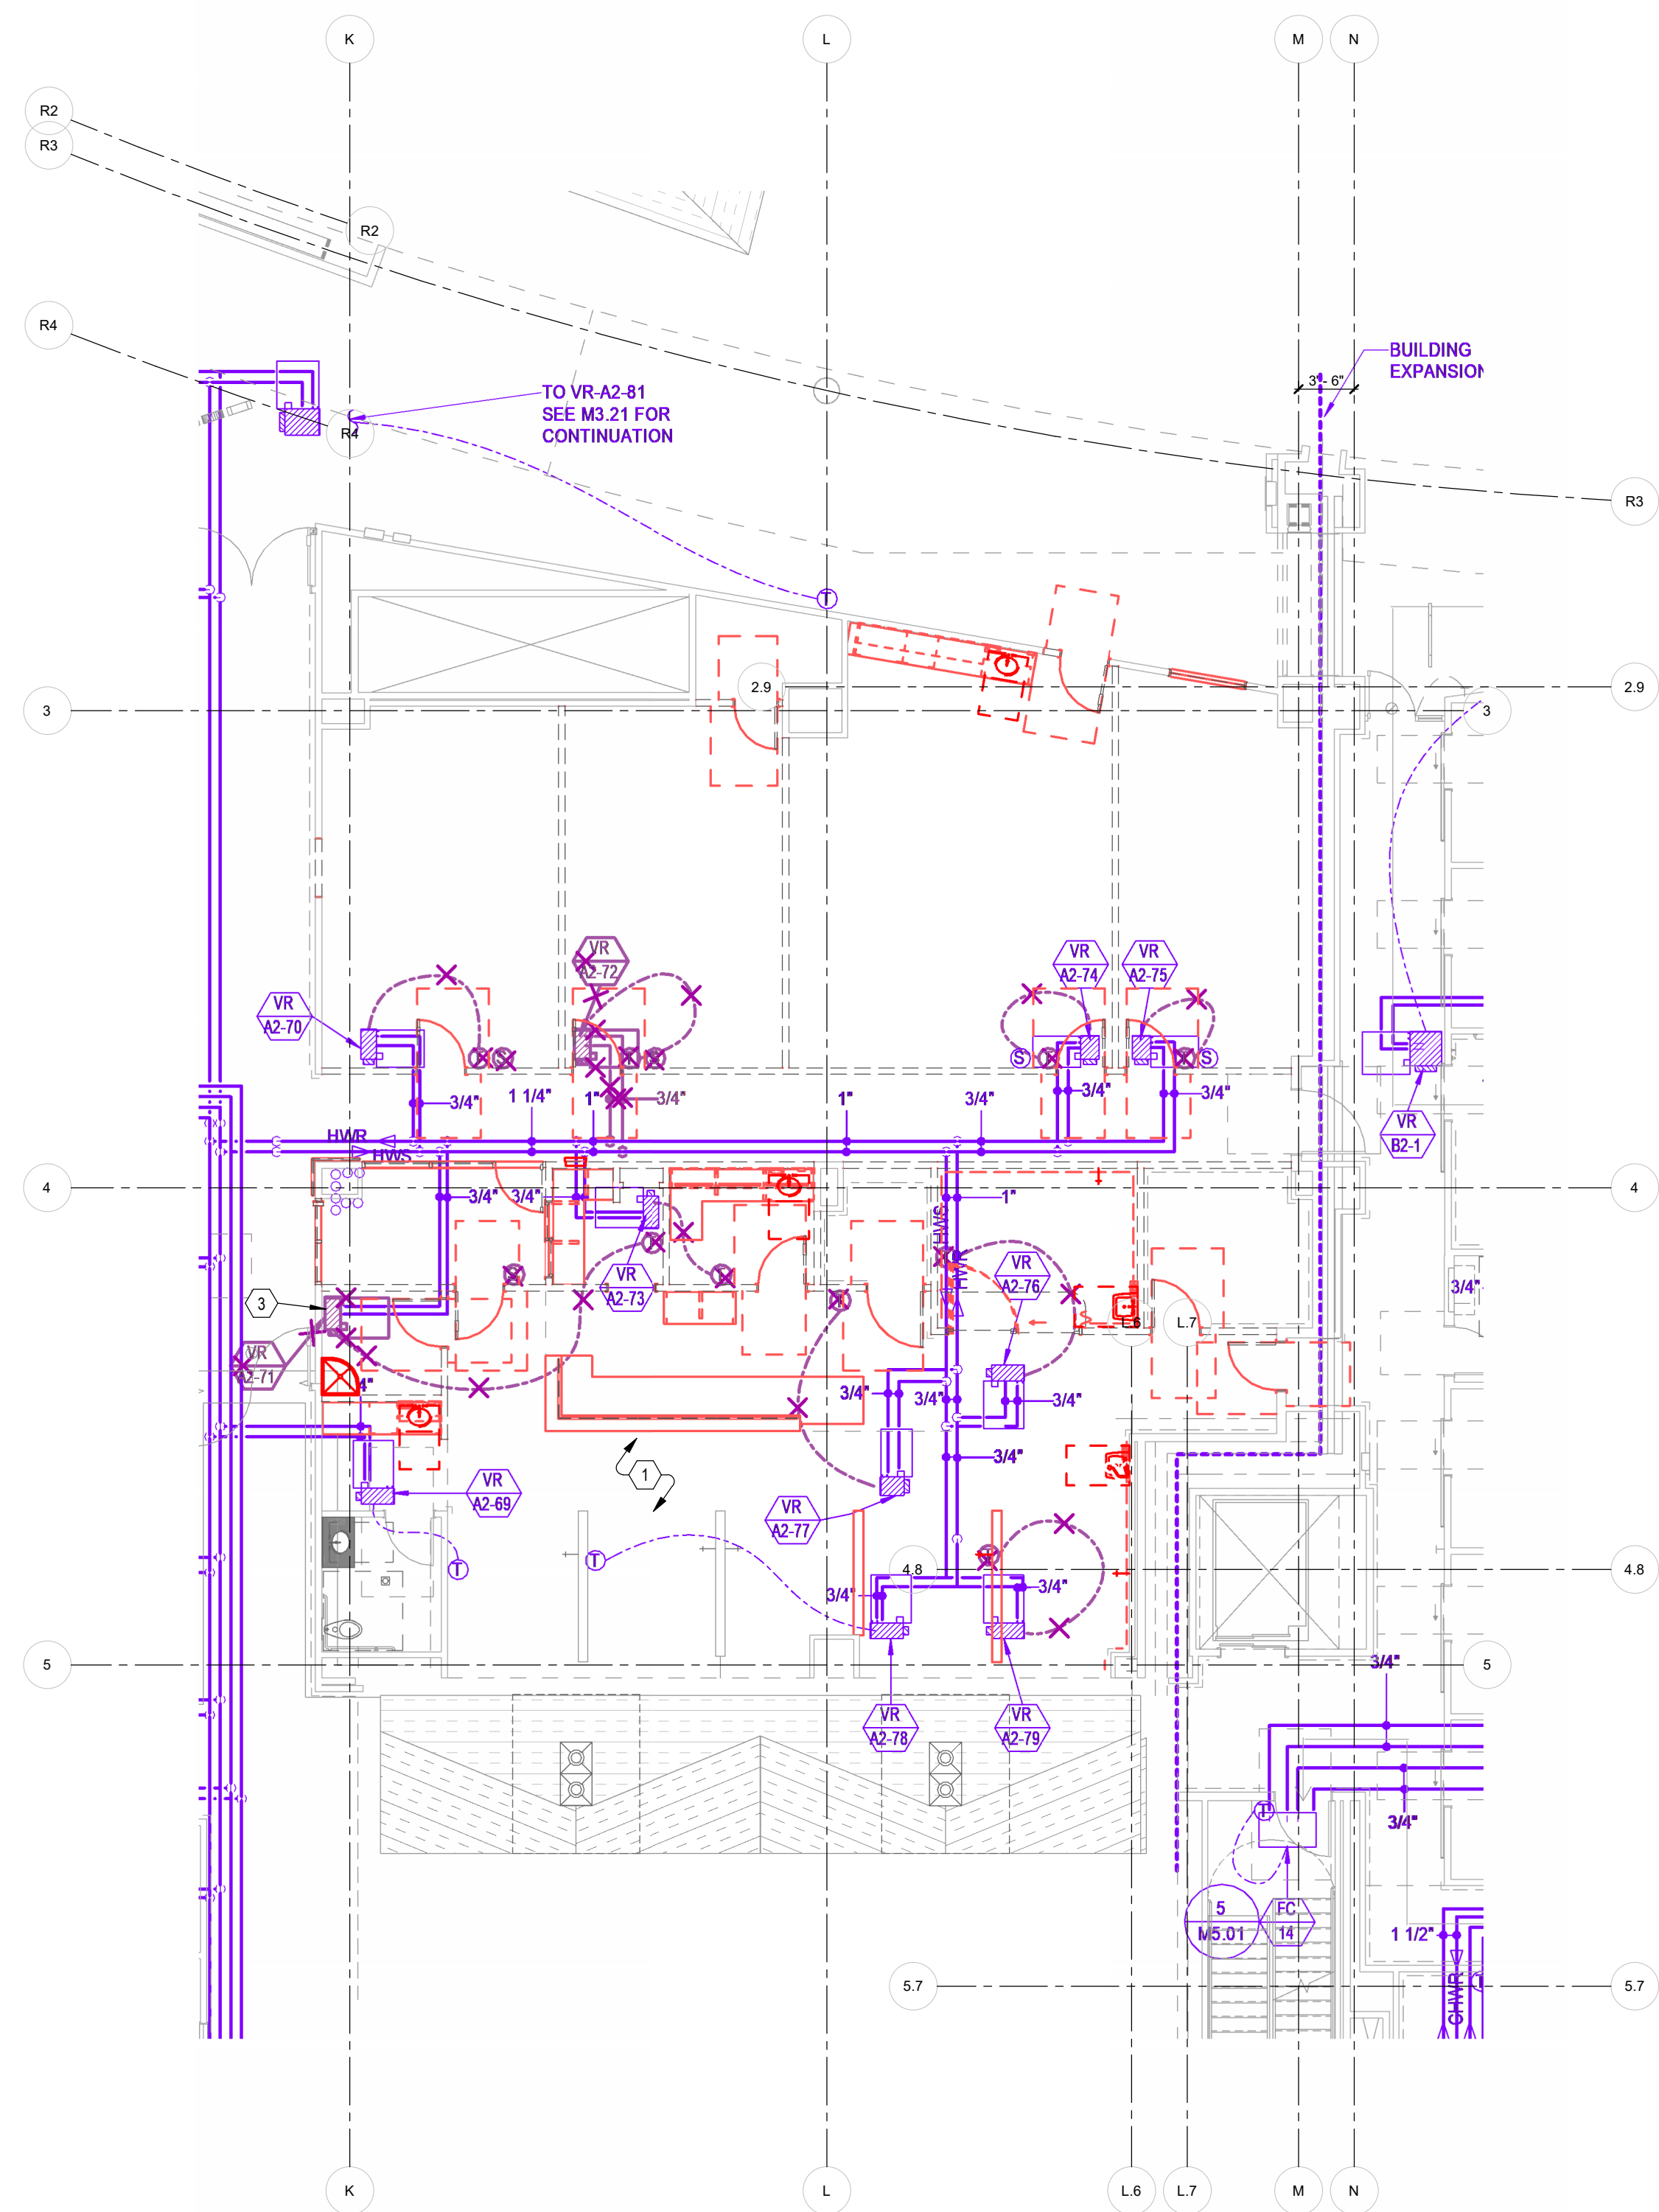 K
L
M
N
R2
R3
R2
R4
R4
BUILDING
EXPANSION
3'- 6"
TO VR-A2-81
SEE M3.21 FOR
CONTINUATION
R3
T
2.9
2.9
3
3
VR
A2-72
VR
A2-74
VR
A2-75
VR
A2-70
S
S
3/4"
1 1/4"
1"
3/4"
1"
3/4"
3/4"
3/4"
VR
B2-1
HWR
HWS
4
4
3/4"
3/4"
1"
HWS
HWR
VR
A2-73
VR
A2-76
3/4"
3
L.6
L.7
VR
A2-71
3/4"
3/4"
3/4"
3/4"
1
VR
A2-69
VR
A2-77
T
T
4.8
4.8
3/4"
3/4"
5
5
3/4"
VR
A2-78
VR
A2-79
T
3/4"
5
M5.01
FC
14
1 1/2"
CHWR
5.7
5.7
K
L
L.6
L.7
M
N